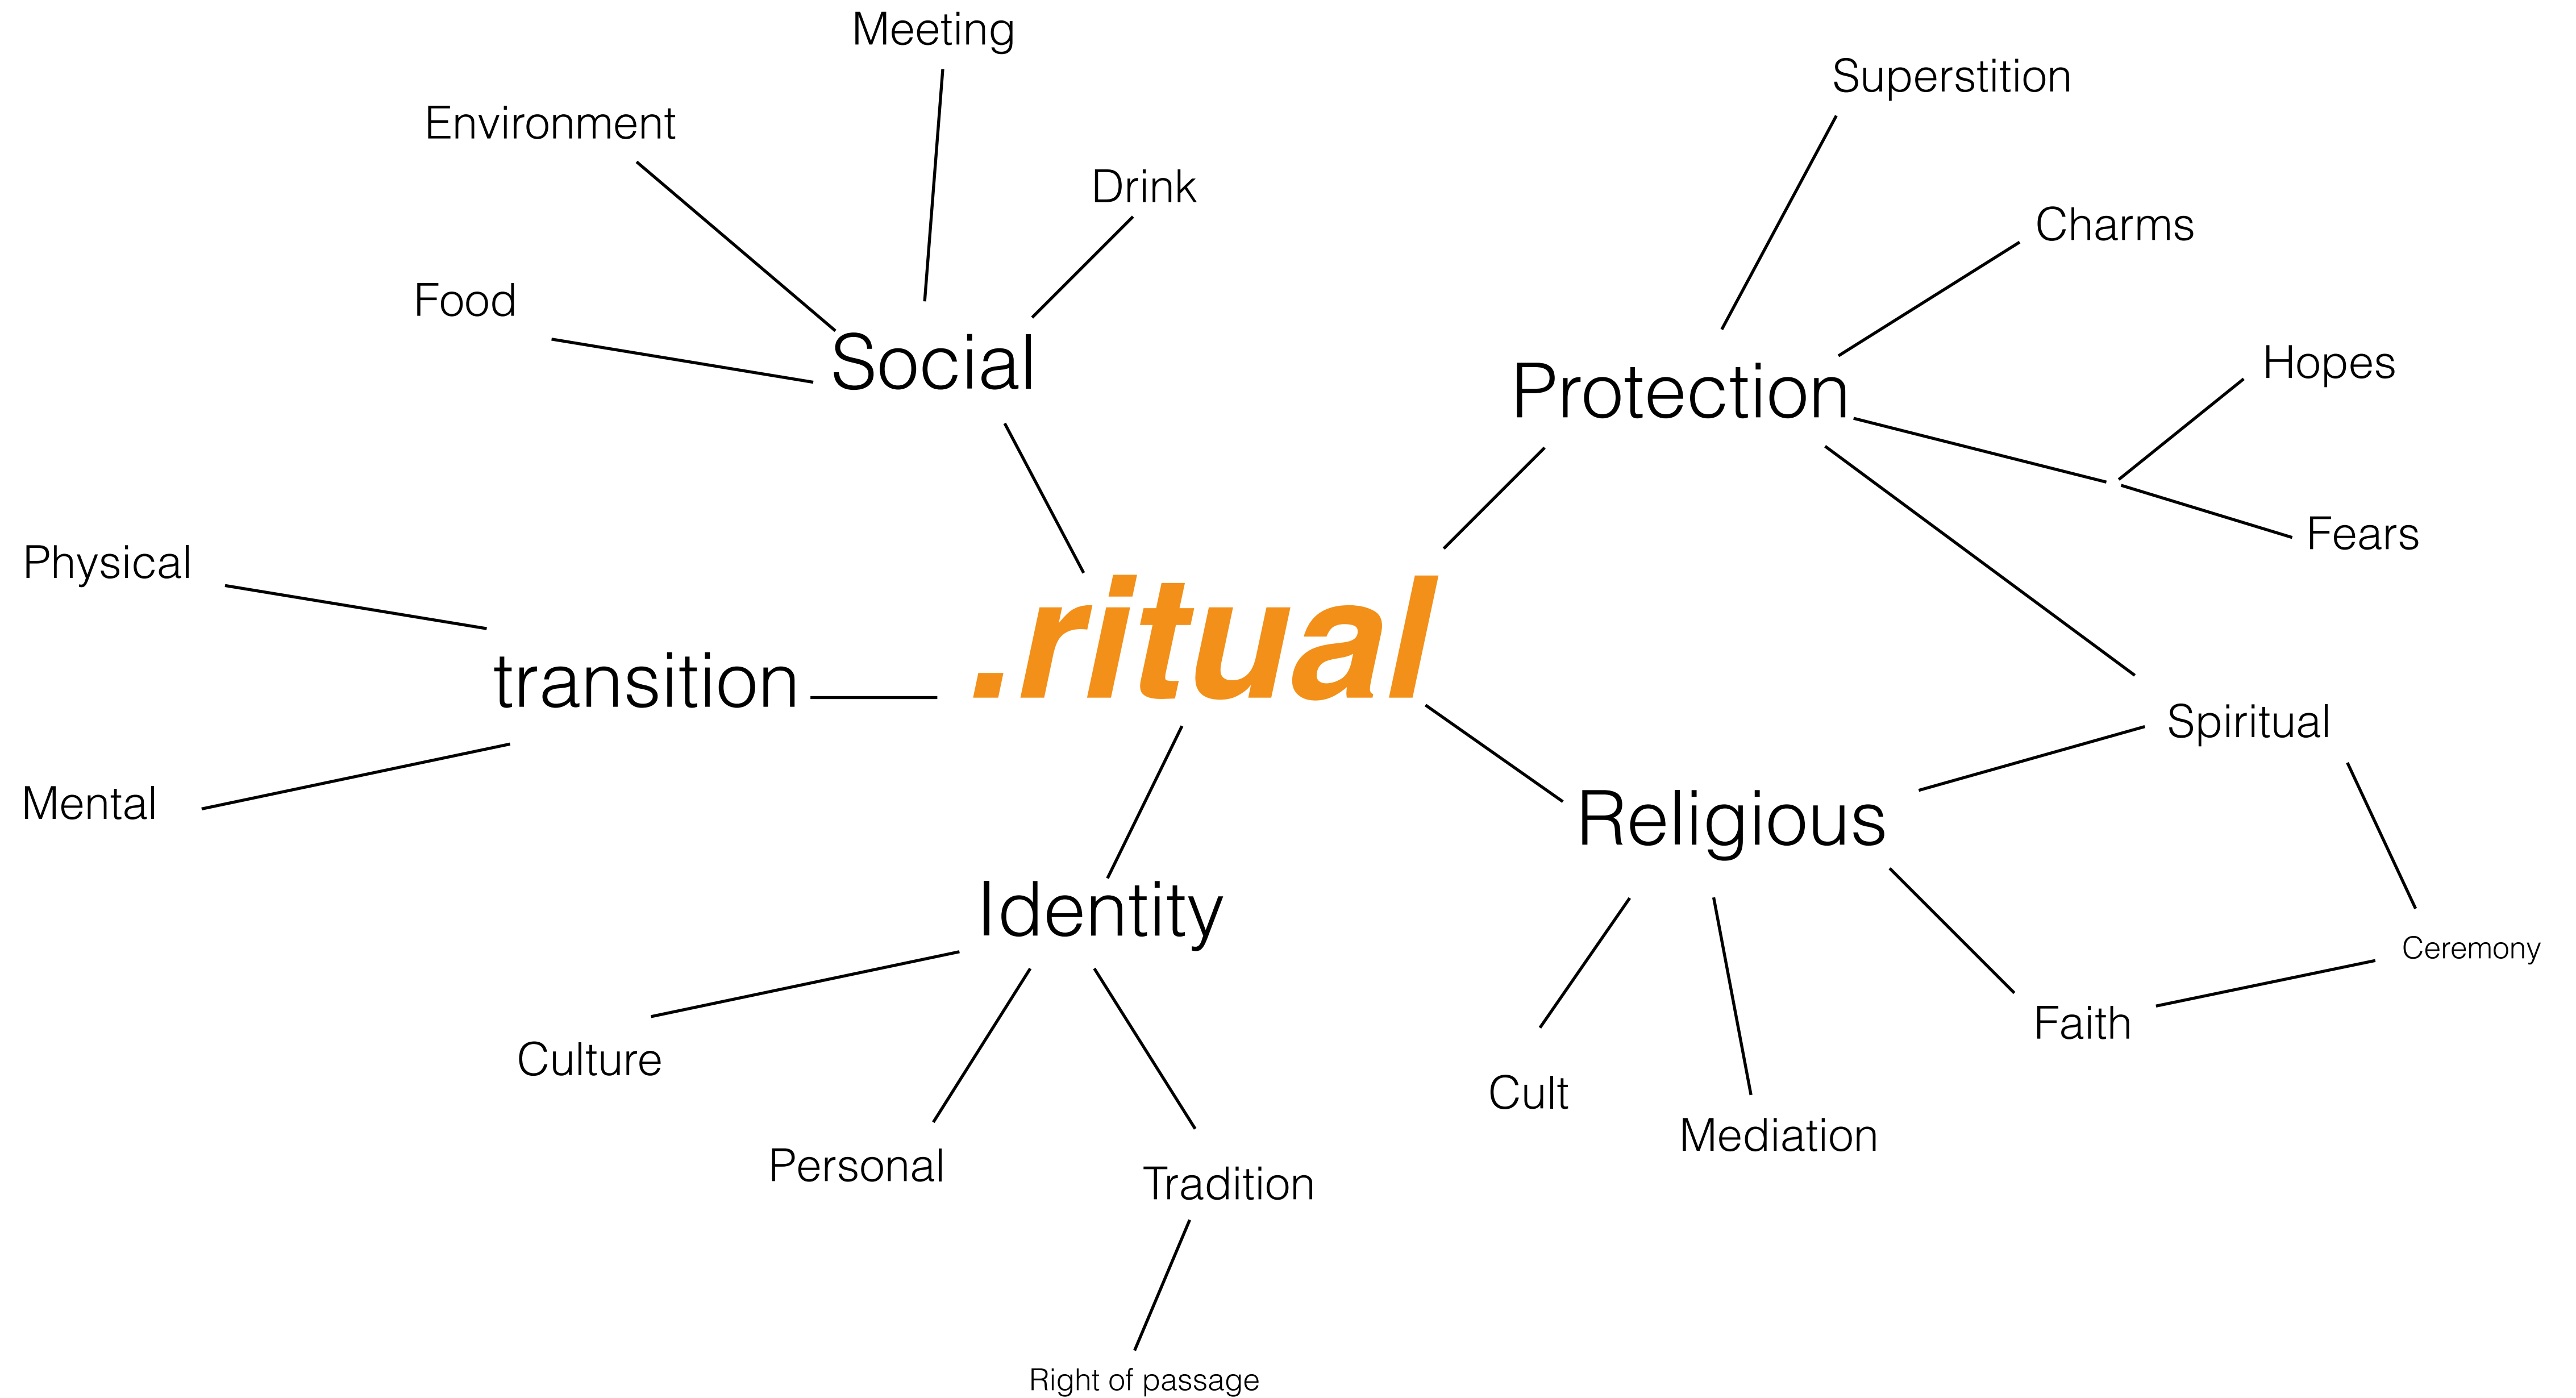 Meeting
Superstition
Environment
Drink
Charms
Food
Social
Protection
Hopes
Fears
Physical
.ritual
transition
Spiritual
Mental
Religious
Identity
Ceremony
Faith
Culture
Cult
Mediation
Personal
Tradition
Right of passage